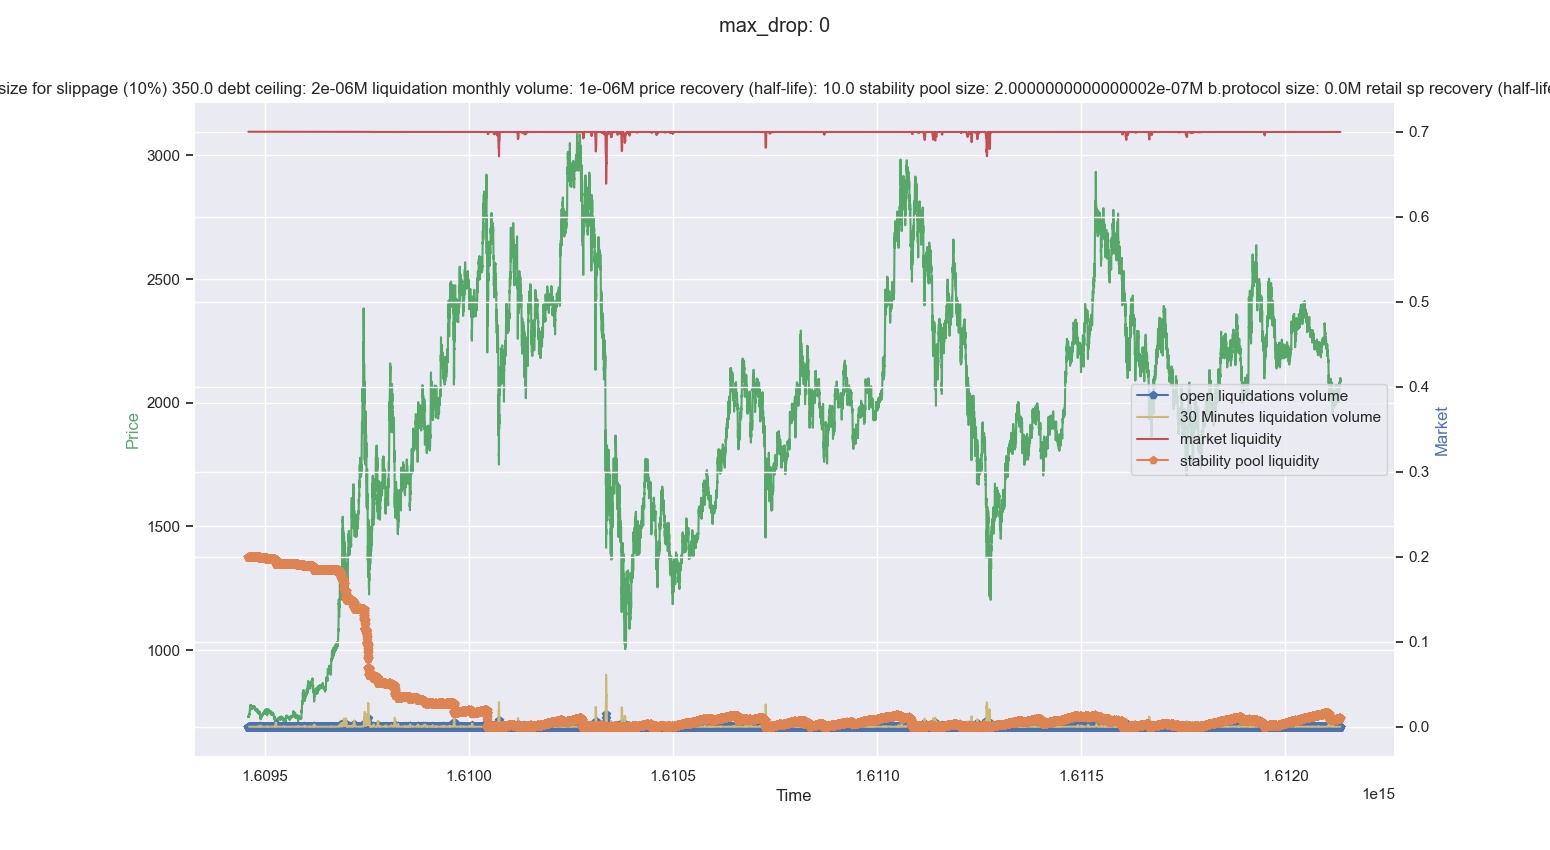 max_drop: 0
size for slippage (10%) 350.0 debt ceiling: 2e-06M liquidation monthly volume: 1e-06M price recovery (half-life): 10.0 stability pool size: 2.0000000000000002e-07M b.protocol size: 0.0M retail sp recovery (half-life
3000
2500
2000
1500
1000
Price
0.7
0.6
0.5
0.4
0.3
0.2
0.1
0.0
Market
open liquidations volume
30 Minutes liquidation volume
market liquidity
stability pool liquidity
1.6095 1.6100 1.6105 1.6110 1.6115 1.6120
Time
1e15